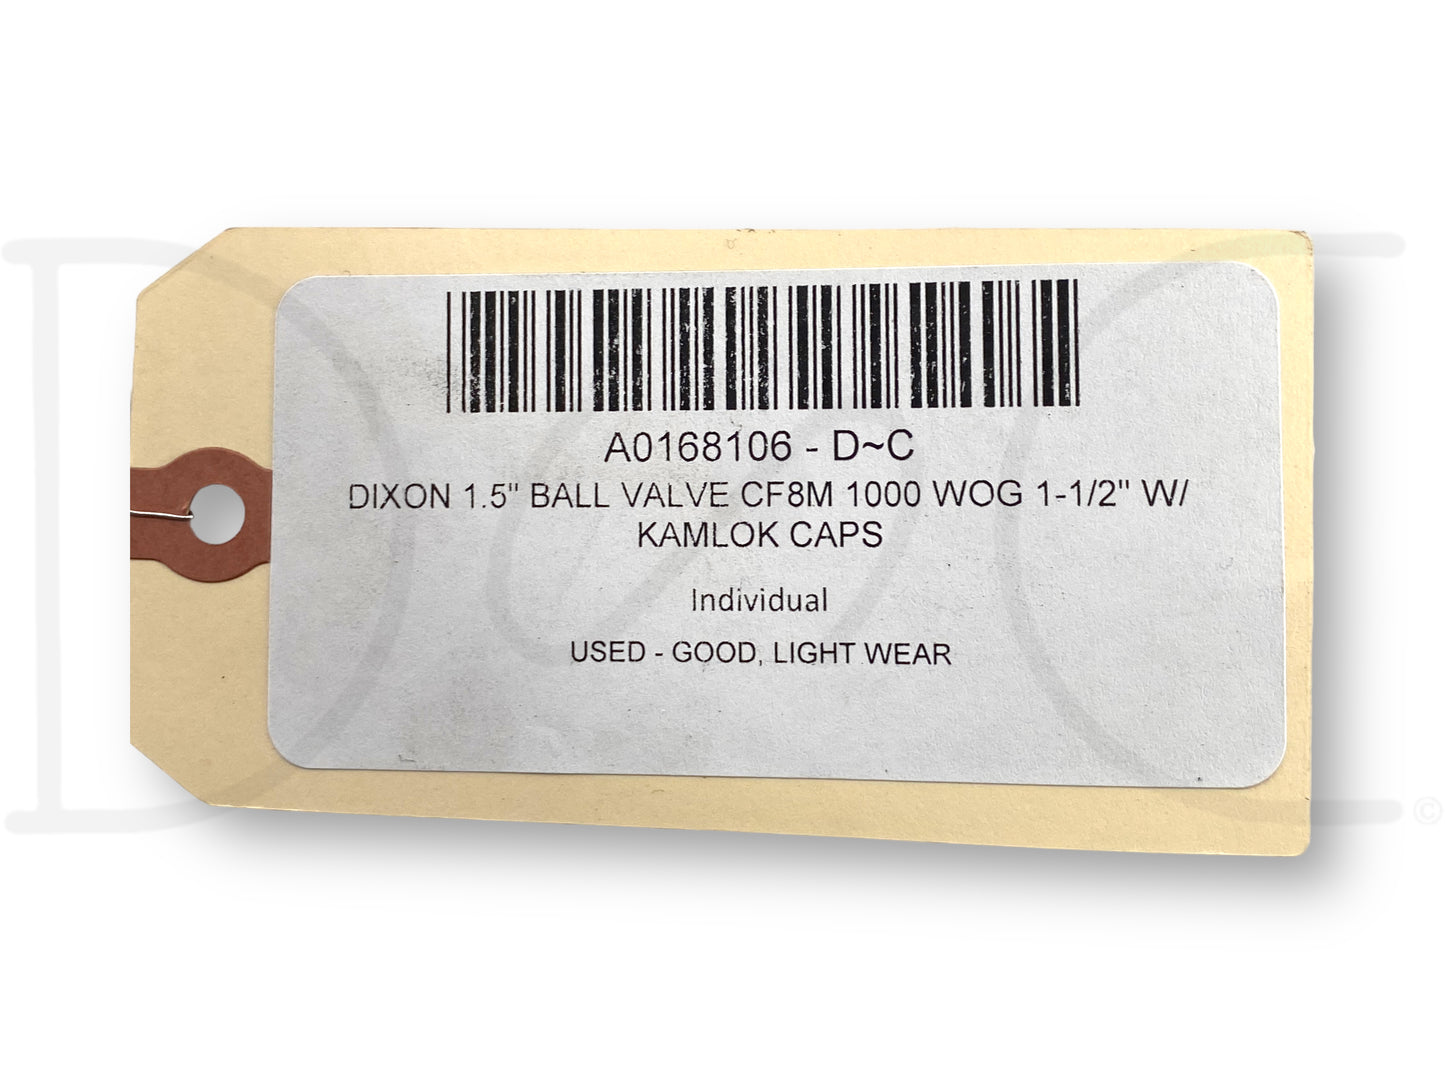 A0168106 - D~C
DIXON 1.5" BALL VALVE CF8M 1000 WOG 1-1/2" W/
KAMLOK CAPS
Individual
USED - GOOD, LIGHT WEAR
D C ©